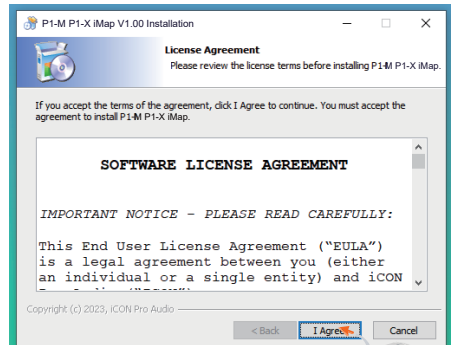 P1-M P1-X iMap V1.00 Installation
License Agreement
Please review the license terms before installing P1-M P1-X iMap.
If you accept the terms of the agreement, click I Agree to continue. You must accept the
agreement to install P1-M P1-X iMap.
SOFTWARE LICENSE AGREEMENT
IMPORTANT NOTICE – PLEASE READ CAREFULLY:
This End User License Agreement (“EULA”)
is a legal agreement between you (either
an individual or a single entity) and iCON
Copyright (c) 2023, iCON Pro Audio
< Back
I Agree
Cancel